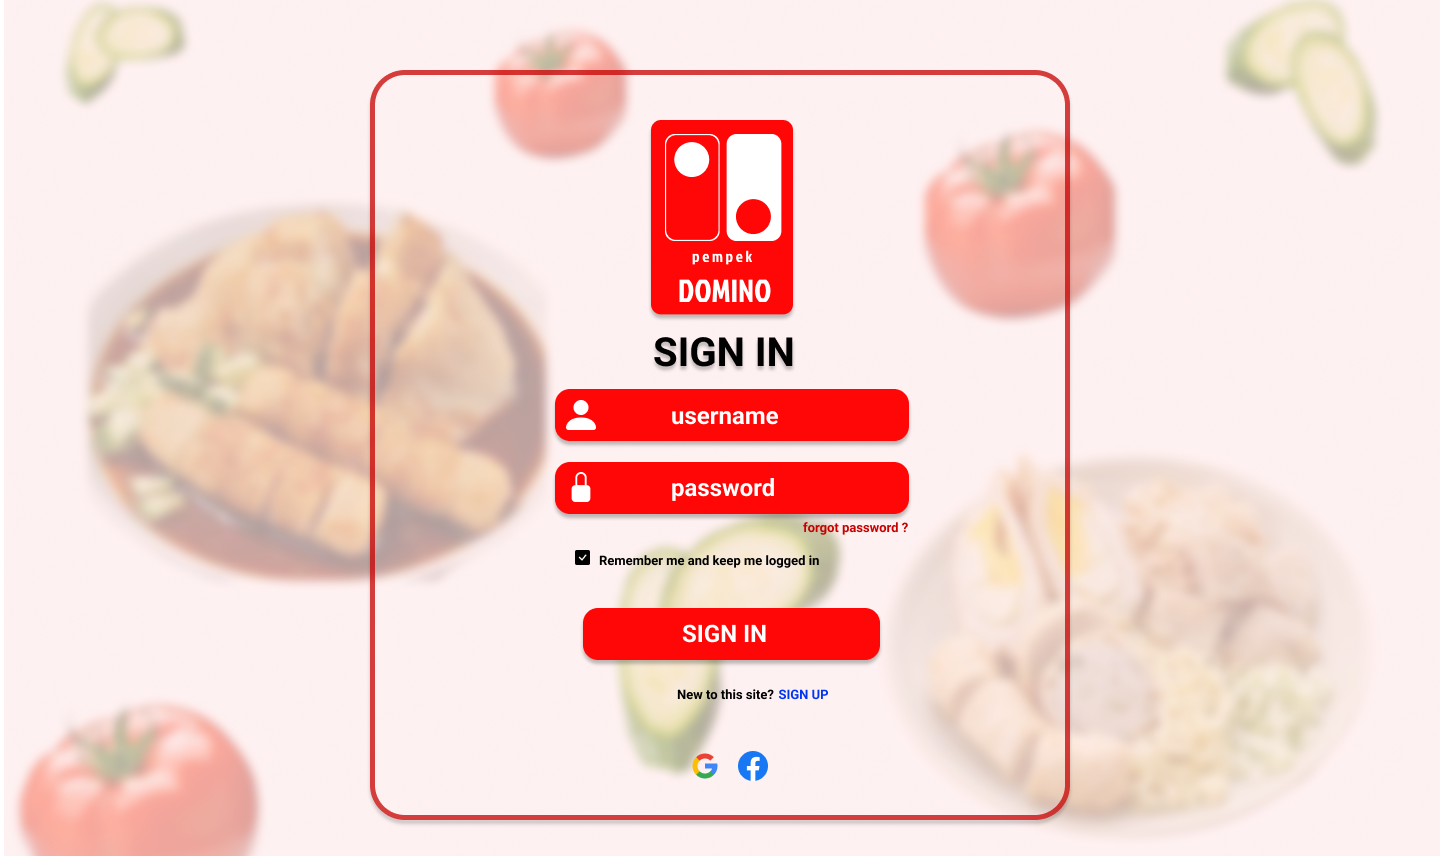 pempek
DOMINO
SIGN IN
username
password
forgot password ?
Remember me and keep me logged in
SIGN IN
New to this site? SIGN UP